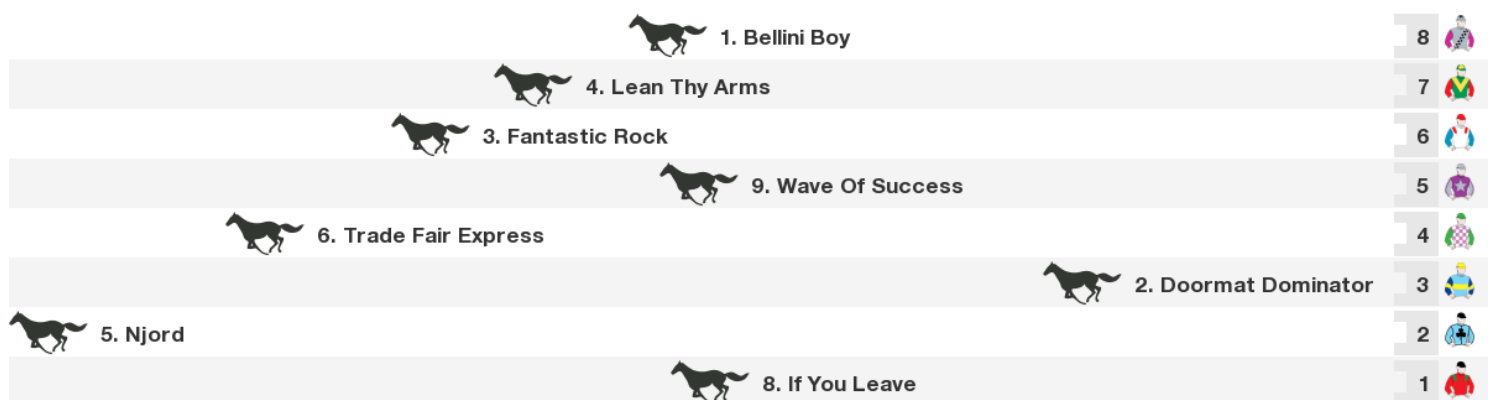 1. Bellini Boy 8
4. Lean Thy Arms 7
3. Fantastic Rock 6
9. Wave Of Success 5
6. Trade Fair Express 4
2. Doormat Dominator 3
5. Njord 2
8. If You Leave 1